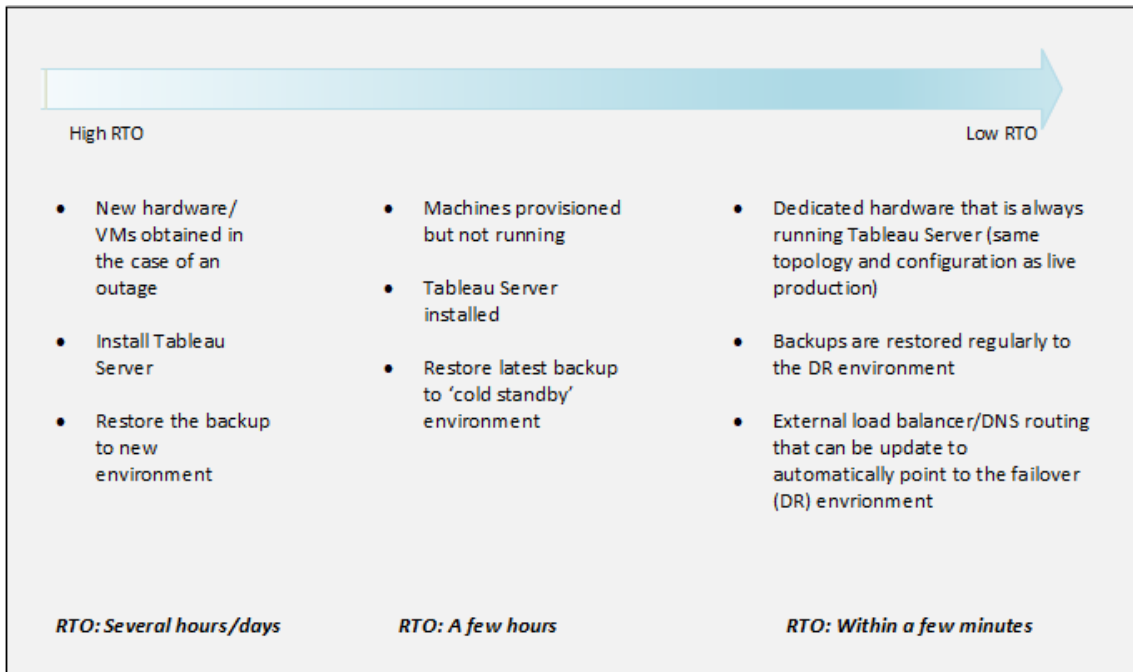 High RTO
Low RTO
● New hardware/
VMs obtained in
the case of an
outage
● Install Tableau
Server
● Restore the backup
to new
environment
● Machines provisioned
but not running
● Tableau Server
installed
● Restore latest backup
to ‘cold standby’
environment
● Dedicated hardware that is always
running Tableau Server (same
topology and configuration as live
production)
● Backups are restored regularly to
the DR environment
● External load balancer/DNS routing
that can be update to
automatically point to the failover
(DR) envrionment
RTO: Several hours/days
RTO: A few hours
RTO: Within a few minutes